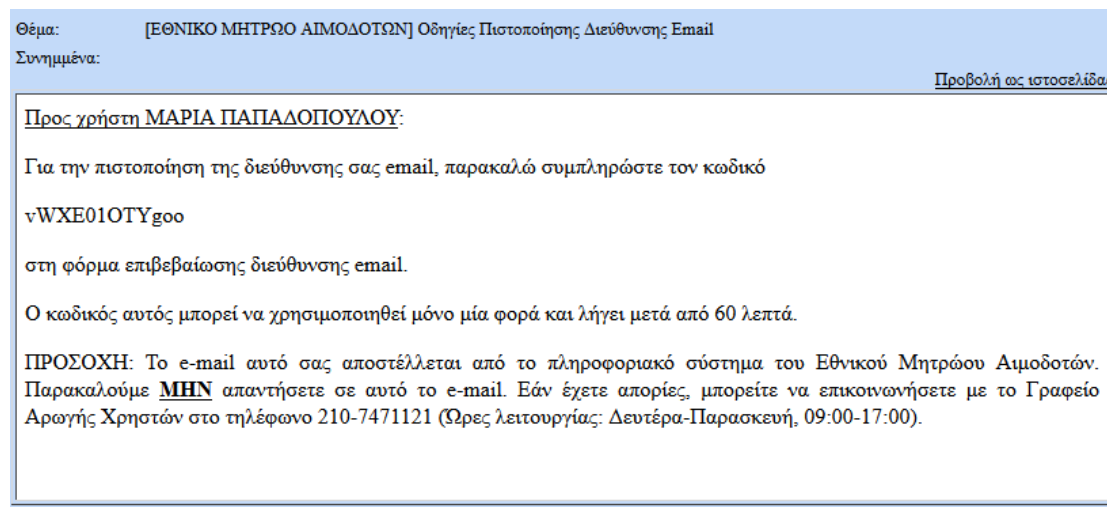 Θέμα: [ΕΘΝΙΚΟ ΜΗΤΡΩΟ ΑΙΜΟΔΟΤΩΝ] Οδηγίες Πιστοποίησης Διεύθυνσης Email
Συνημμένα:
Προβολή ως ιστοσελίδα
Προς χρήστη ΜΑΡΙΑ ΠΑΠΑΔΟΠΟΥΛΟΥ:
Για την πιστοποίηση της διεύθυνσης σας email, παρακαλώ συμπληρώστε τον κωδικό
vWXE01OTYgoo
στη φόρμα επιβεβαίωσης διεύθυνσης email.
Ο κωδικός αυτός μπορεί να χρησιμοποιηθεί μόνο μία φορά και λήγει μετά από 60 λεπτά.
ΠΡΟΣΟΧΗ: Το e-mail αυτό σας αποστέλλεται από το πληροφοριακό σύστημα του Εθνικού Μητρώου Αιμοδοτών.
Παρακαλούμε ΜΗΝ απαντήσετε σε αυτό το e-mail. Εάν έχετε απορίες, μπορείτε να επικοινωνήσετε με το Γραφείο
Αρωγής Χρηστών στο τηλέφωνο 210-7471121 (Ώρες λειτουργίας: Δευτέρα-Παρασκευή, 09:00-17:00).